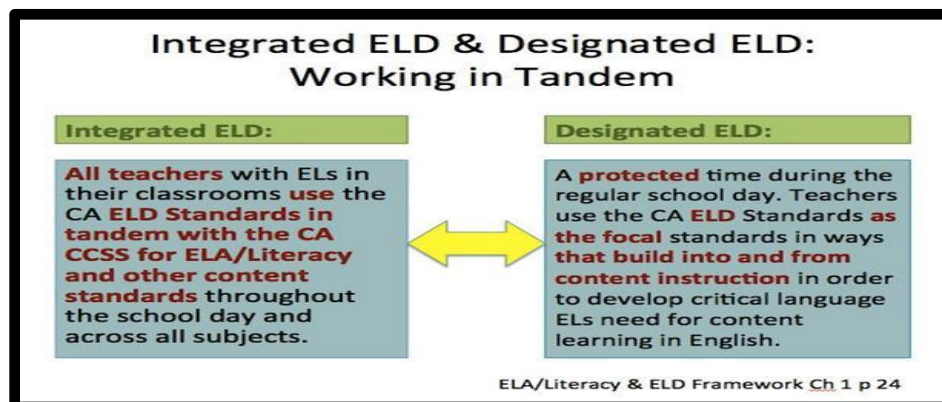 Integrated ELD & Designated ELD:
Working in Tandem
Integrated ELD:
All teachers with ELs in
their classrooms use the
CA ELD Standards in
tandem with the CA
CCSS for ELA/Literacy
and other content
standards throughout
the school day and
across all subjects.
Designated ELD:
A protected time during the
regular school day. Teachers
use the CA ELD Standards as
the focal standards in ways
that build into and from
content instruction in order
to develop critical language
ELs need for content
learning in English.
ELA/Literacy & ELD Framework Ch 1 p 24